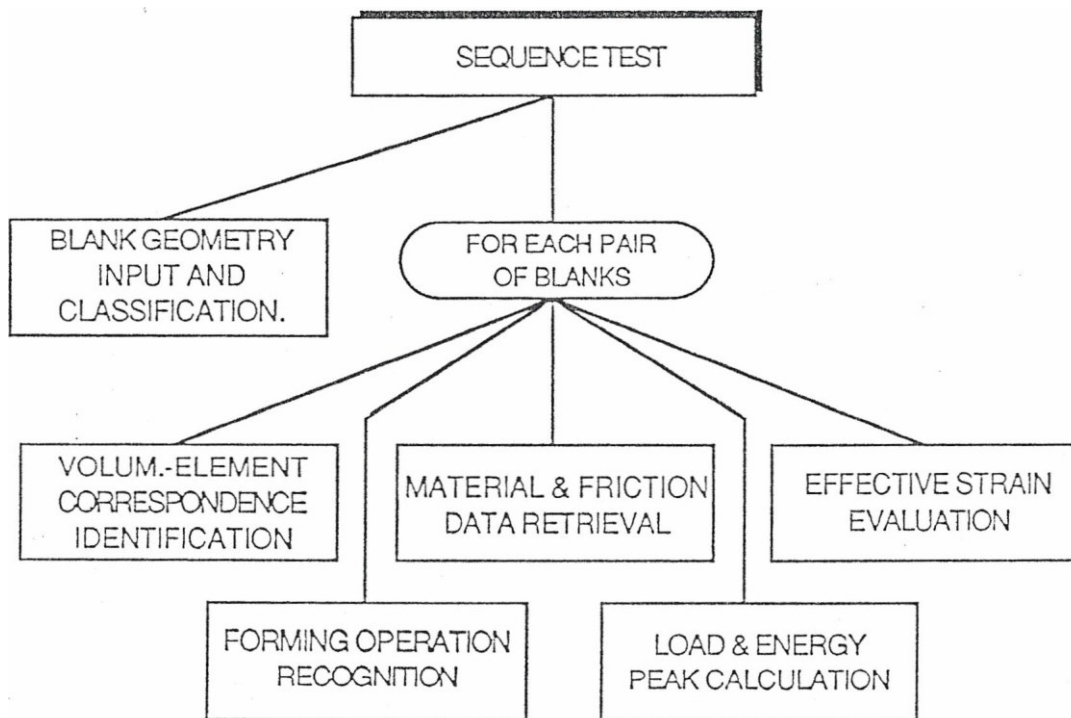 SEQUENCE TEST
BLANK GEOMETRY
INPUT AND
CLASSIFICATION.
FOR EACH PAIR
OF BLANKS
VOLUM.-ELEMENT
CORRESPONDENCE
IDENTIFICATION
MATERIAL & FRICTION
DATA RETRIEVAL
EFFECTIVE STRAIN
EVALUATION
FORMING OPERATION
RECOGNITION
LOAD & ENERGY
PEAK CALCULATION